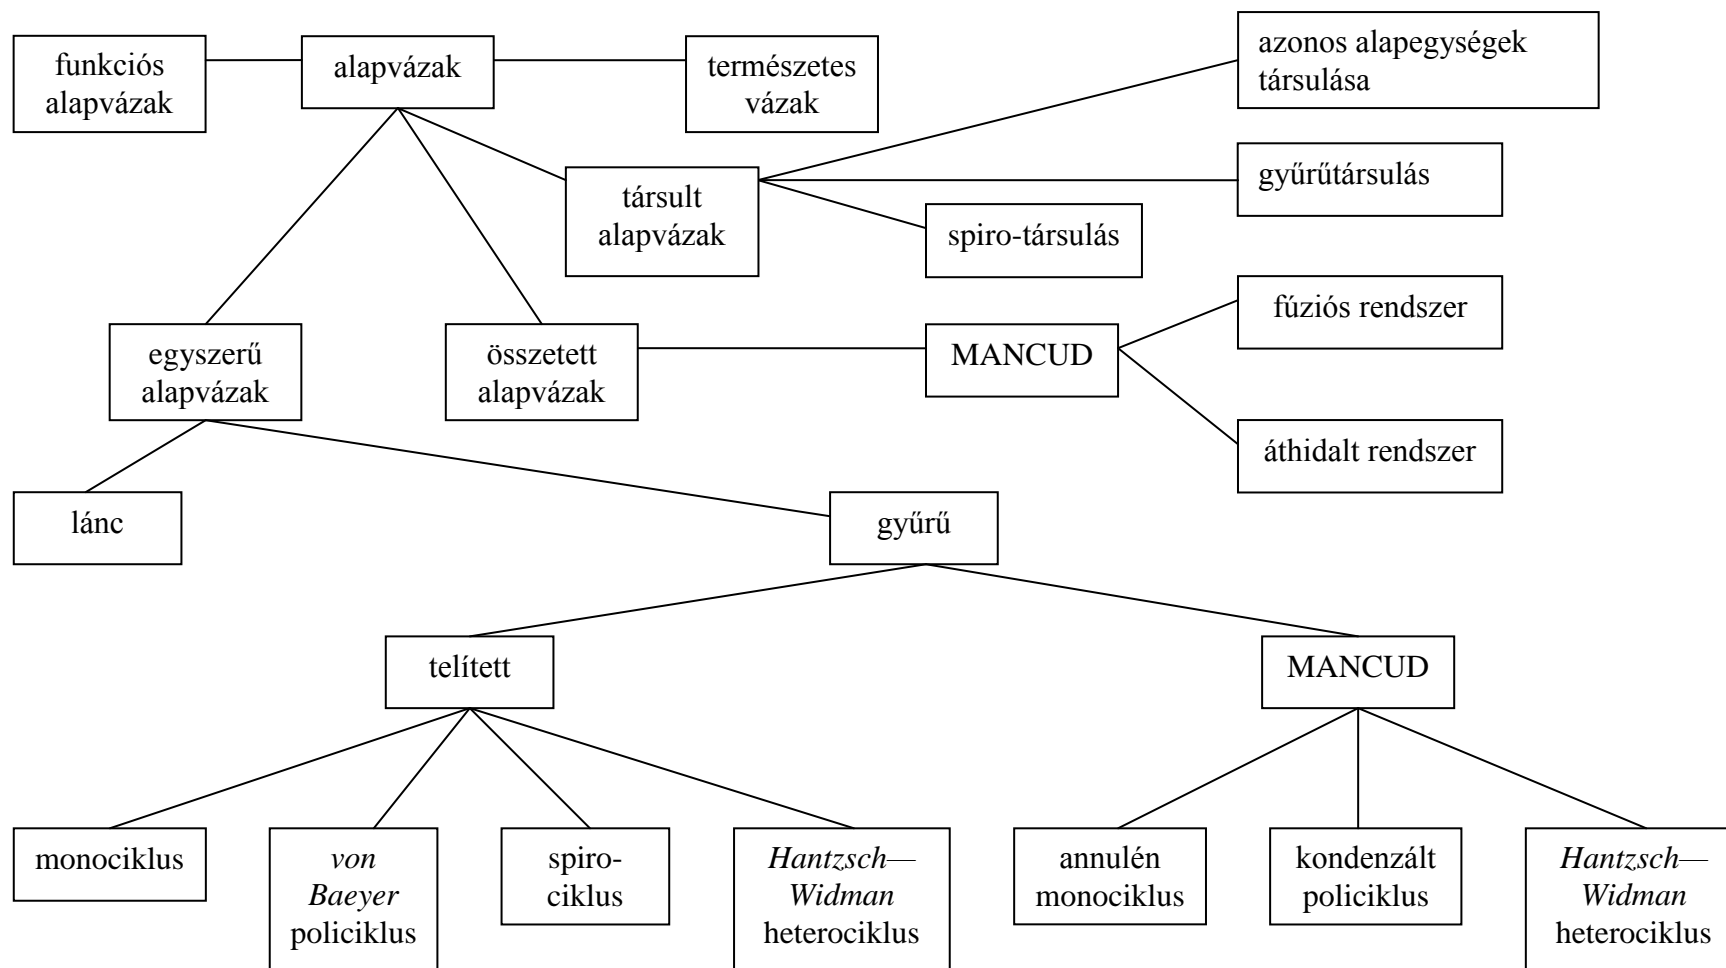 funkciós
alapvázak
alapvázak
természetes
vázak
azonos alapegységek
társulása
gyűrűtársulás
társult
alapvázak
spiro-társulás
fúziós rendszer
egyszerű
alapvázak
összetett
alapvázak
MANCUD
áthidalt rendszer
lánc
gyűrű
telített
MANCUD
monociklus
von
Baeyer
policiklus
spiro-
ciklus
Hantzsch—
Widman
heterociklus
annulén
monociklus
kondenzált
policiklus
Hantzsch—
Widman
heterociklus